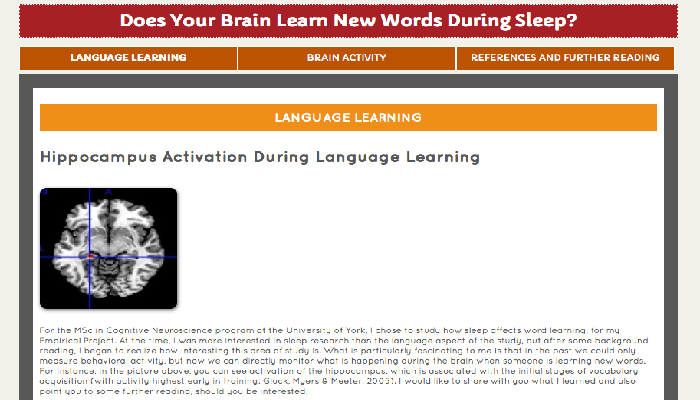 Does Your Brain Learn New Words During Sleep?
LANGUAGE LEARNING
BRAIN ACTIVITY
REFERENCES AND FURTHER READING
LANGUAGE LEARNING
Hippocampus Activation During Language Learning
For the MSc in Cognitive Neuroscience program at the University of York, I chose to study how sleep affects word learning, for my
Empirical Project. At the time, I was more interested in sleep research than the language aspect of the study, but after some background
reading, I began to realize how interesting this area of study is. What is particularly fascinating to me is that in the past we could only
measure behavioral activity, but now we can directly monitor what is happening during the brain when someone is learning new words.
For instance, in the picture above, you can see activation of the hippocampus, which is associated with the initial stages of vocabulary
acquisition (with activity highest early in training; Gluck, Myers & Meeter, 2005). I would like to share with you what I learned and also
point you to some further reading, should you be interested.